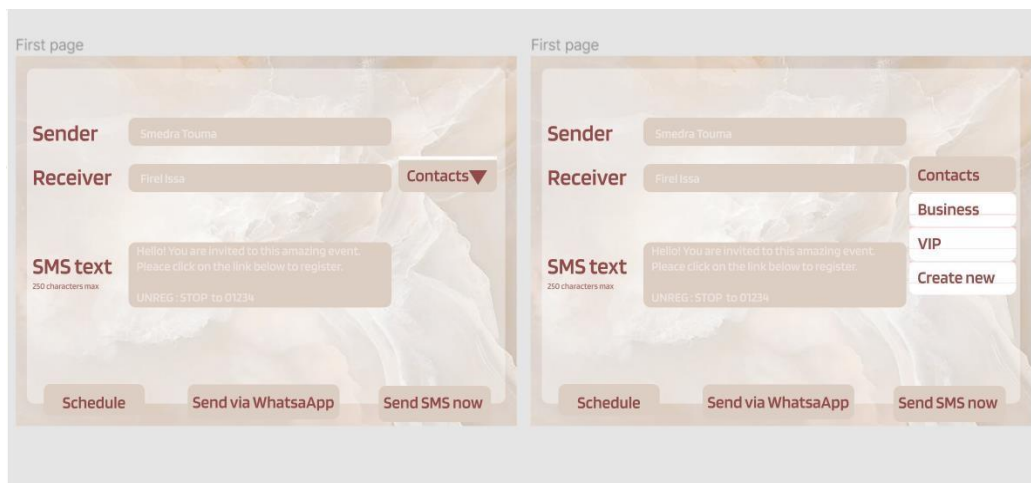 First page
Sender
Smedra Touma
Receiver
Firel Issa
Contacts
SMS text
250 characters max
Hello! You are invited to this amazing event.
Pleace click on the link below to register.
UNREG : STOP to 01234
Schedule
Send via WhatsaApp
Send SMS now
First page
Sender
Smedra Touma
Receiver
Firel Issa
Contacts
Business
VIP
Create new
SMS text
250 characters max
Hello! You are invited to this amazing event.
Pleace click on the link below to register.
UNREG : STOP to 01234
Schedule
Send via WhatsaApp
Send SMS now